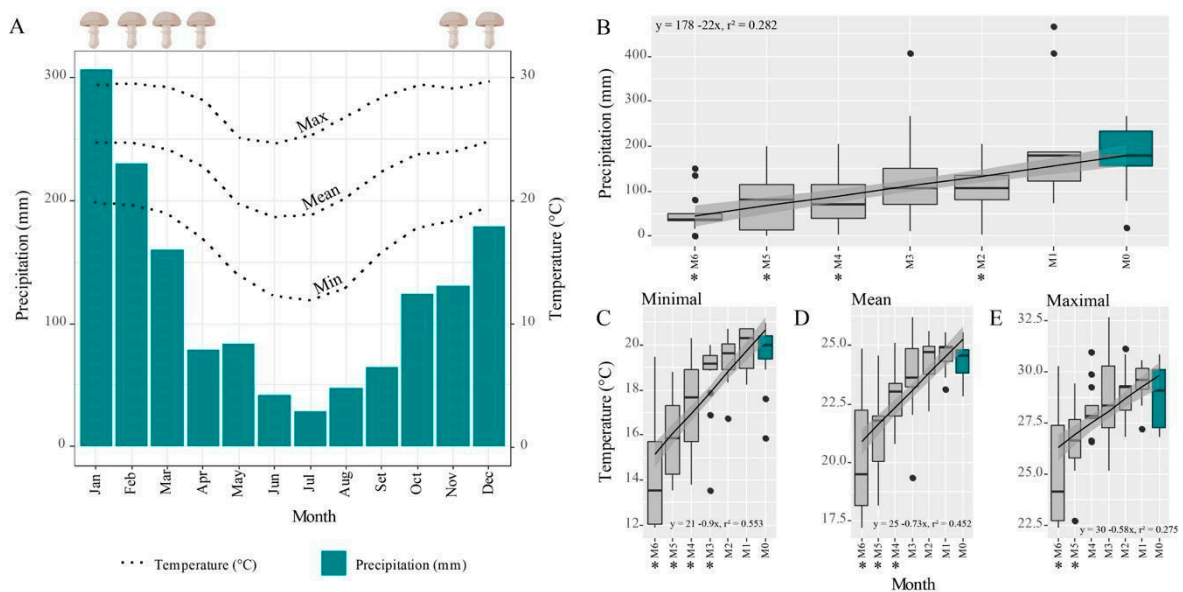 A
Precipitation (mm)
300
200
100
0
Max
Mean
Min
30
20
10
0
Temperature (°C)
Jan
Feb
Mar
Apr
May
Jun
Jul
Aug
Set
Oct
Nov
Dec
Month
Temperature (°C)
Precipitation (mm)
B
y = 178 -22x, r² = 0.282
Precipitation (mm)
400
300
200
100
0
* M6
* M5
* M4
M3
* M2
M1
M0
Minimal
C
Temperature (°C)
20
18
16
14
12
y = 21 -0.9x, r² = 0.553
* M6
* M5
* M4
* M3
M2
M1
M0
Mean
D
25.0
22.5
20.0
17.5
y = 25 -0.73x, r² = 0.452
* M6
* M5
* M4
M3
M2
M1
M0
Month
Maximal
E
32.5
30.0
27.5
25.0
22.5
y = 30 -0.58x, r² = 0.275
* M6
* M5
M4
M3
M2
M1
M0